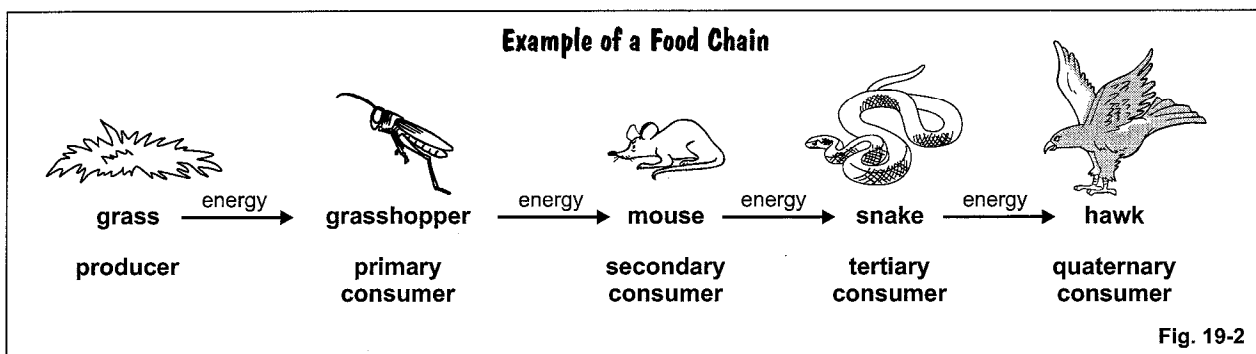 Example of a Food Chain
energy energy energy energy
grass grasshopper mouse snake hawk
producer primary consumer secondary consumer tertiary consumer quaternary consumer
Fig. 19-2